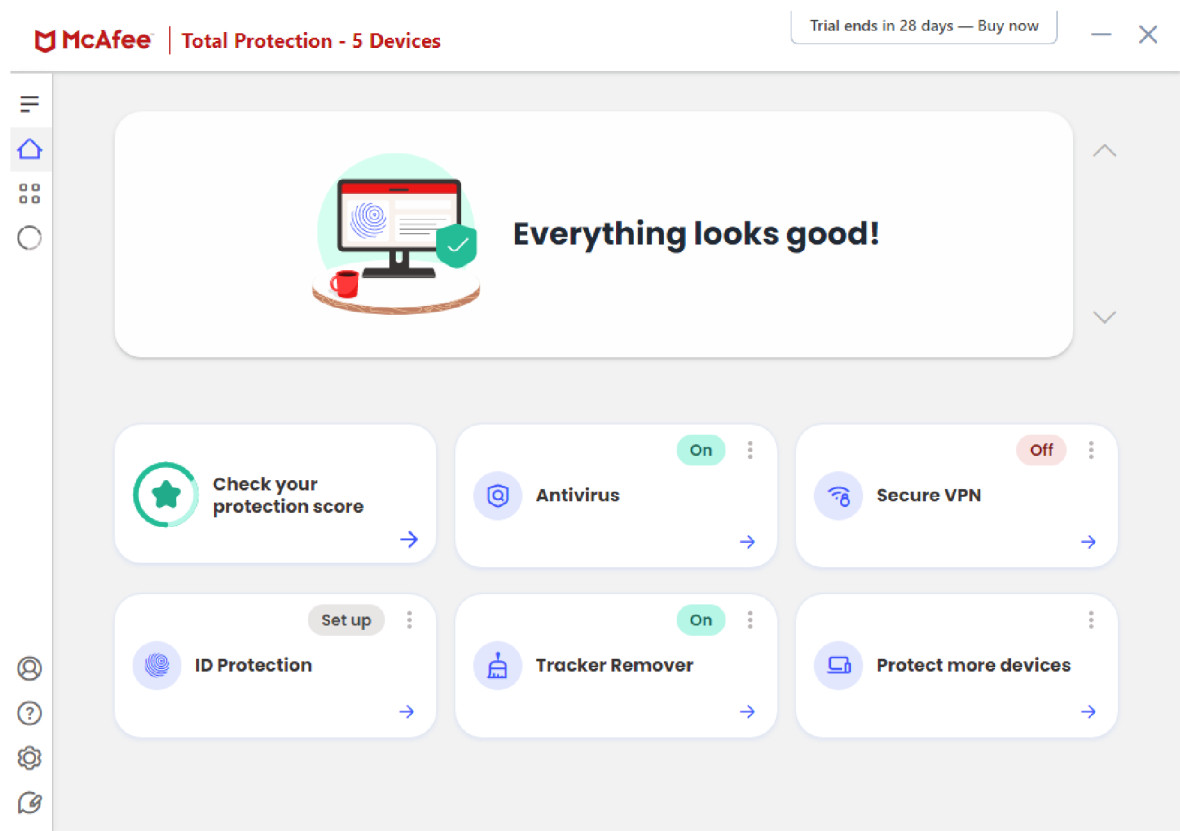 McAfee Total Protection - 5 Devices
Trial ends in 28 days — Buy now
Everything looks good!
Check your
protection score
On
Antivirus
Off
Secure VPN
Set up
ID Protection
On
Tracker Remover
Protect more devices